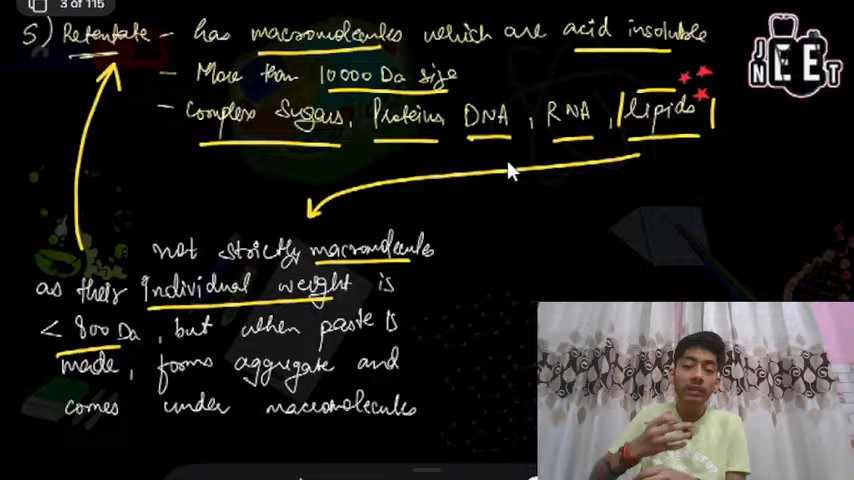 3 of 115
5) Retentate - has macromolecules which are acid insoluble
- More than 10000 Da size
- Complex Sugars, Proteins, DNA, RNA, |lipids|
JNEET
not strictly macromolecules
as their individual weight is
< 800 Da, but when paste is
made, forms aggregate and
comes under macromolecules